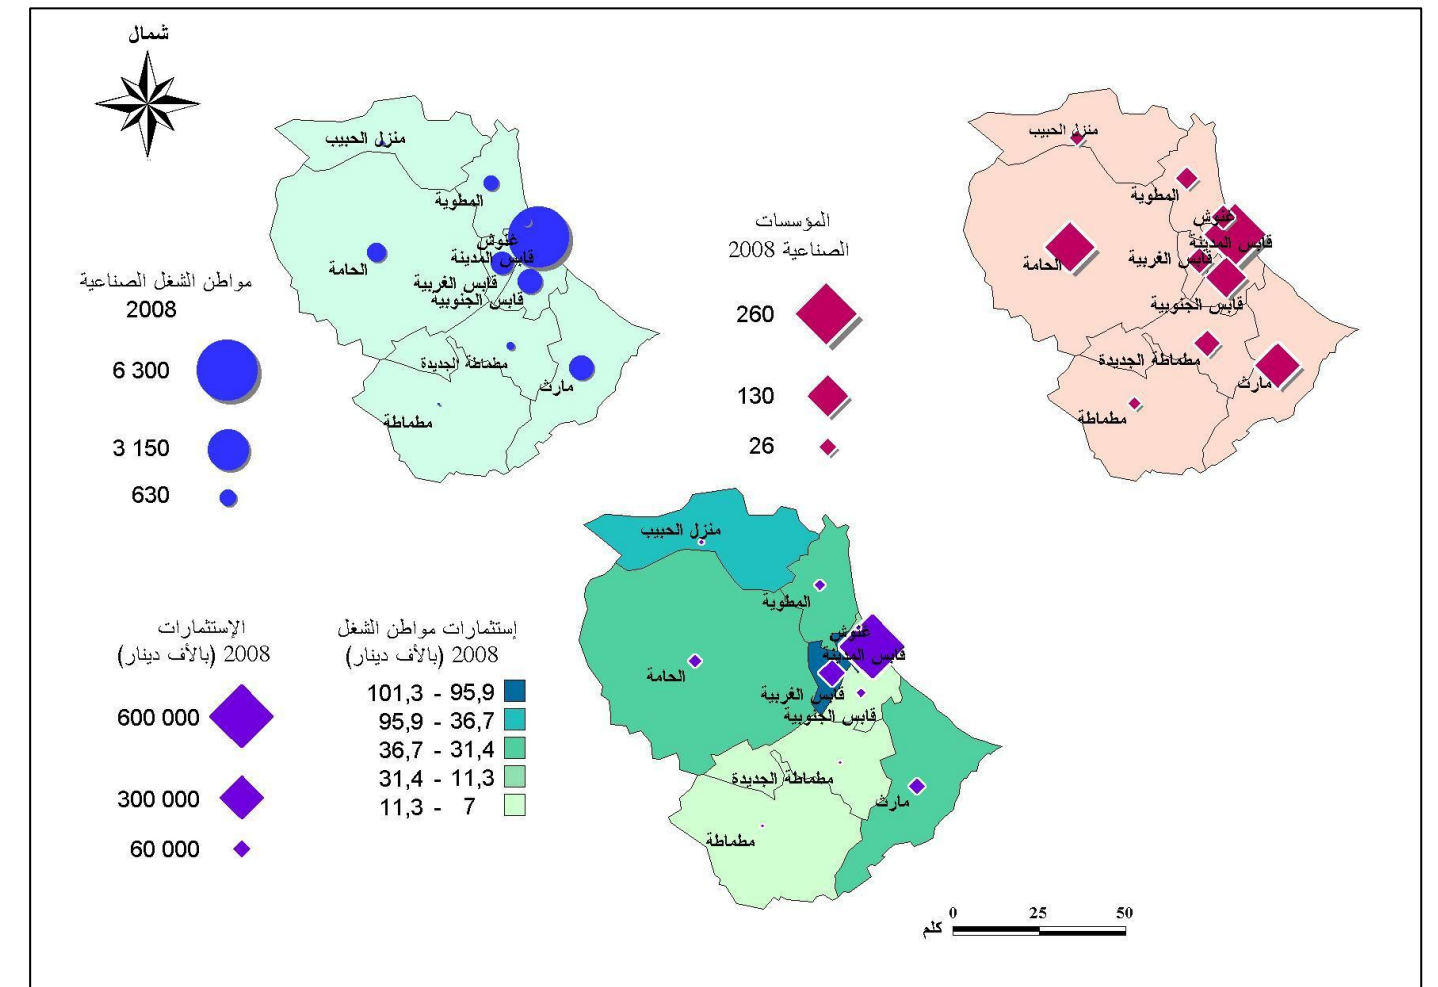 شمال
منزل الحبيب
المطوية
غنوش
قابس المدينة
الحامة
قابس الغربية
قابس الجنوبية
مطماطة الجديدة
مارث
مطماطة
مواطن الشغل الصناعية
2008
6 300
3 150
630
المؤسسات
الصناعية 2008
260
130
26
منزل الحبيب
المطوية
غنوش
قابس المدينة
قابس الغربية
الحامة
قابس الجنوبية
مطماطة الجديدة
مارث
مطماطة
منزل الحبيب
المطوية
غنوش
قابس المدينة
الحامة
قابس الغربية
قابس الجنوبية
مطماطة الجديدة
مارث
مطماطة
إستثمارات مواطن الشغل
2008 (بالآف دينار)
101,3 - 95,9
95,9 - 36,7
36,7 - 31,4
31,4 - 11,3
11,3 - 7
الإستثمارات
2008 (بالآف دينار)
600 000
300 000
60 000
0 25 50
كلم